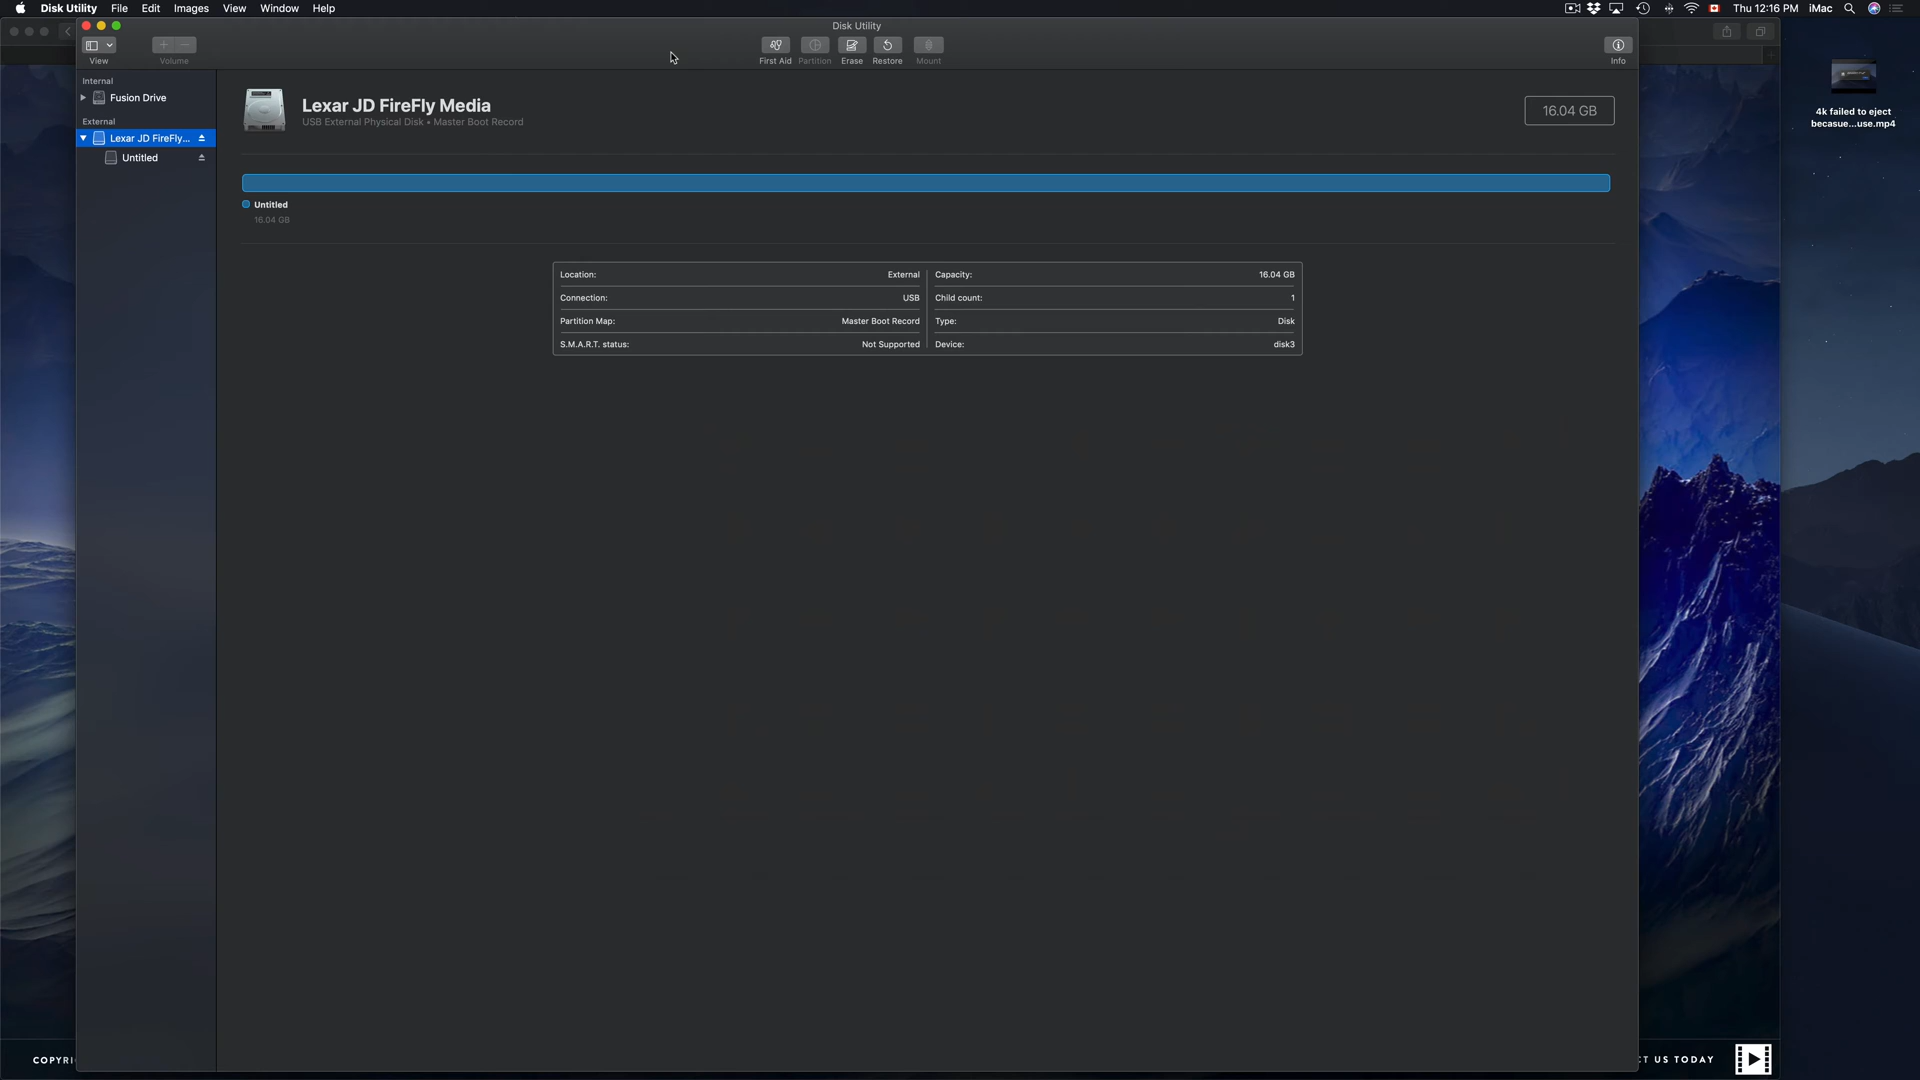 Disk Utility File Edit Images View Window Help Thu 12:16 PM iMac
Disk Utility
View Volume First Aid Partition Erase Restore Mount Info
Internal
Fusion Drive
External
Lexar JD FireFly...
Untitled
Lexar JD FireFly Media
USB External Physical Disk • Master Boot Record
16.04 GB
Untitled
16.04 GB
Location: External Capacity: 16.04 GB
Connection: USB Child count: 1
Partition Map: Master Boot Record Type: Disk
S.M.A.R.T. status: Not Supported Device: disk3
4k failed to eject
becasue...use.mp4
COPYRI
T US TODAY